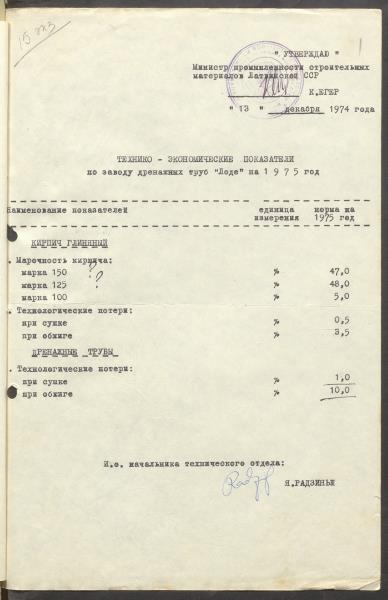 15 экз
1
" УТВЕРЖДАЮ "
Министр промышленности строительных
материалов Латвийской ССР
К.ЕГЕР
" 13 " декабря 1974 года
ТЕХНИКО - ЭКОНОМИЧЕСКИЕ ПОКАЗАТЕЛИ
по заводу дренажных труб "Лоде" на 1975 год
Наименование показателей единица измерения норма на 1975 год
КИРПИЧ ГЛИНЯНЫЙ
. Марочность кирпича:
марка 150 ? % 47,0
марка 125 ? % 48,0
марка 100 % 5,0
. Технологические потери:
при сушке % 0,5
при обжиге % 3,5
ДРЕНАЖНЫЕ ТРУБЫ
. Технологические потери:
при сушке % 1,0
при обжиге % 10,0
И.о. начальника технического отдела:
Я.РАДЗИНЬШ